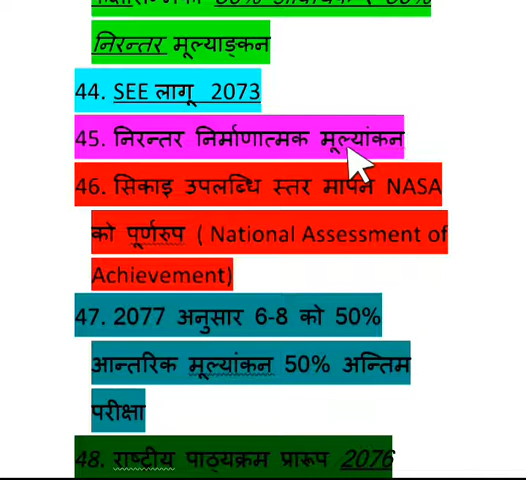 निरन्तर मूल्याङ्कन
44. SEE लागू 2073
45. निरन्तर निर्माणात्मक मूल्यांकन
46. सिकाइ उपलब्धि स्तर मापन NASA
को पूर्णरुप ( National Assessment of
Achievement)
47. 2077 अनुसार 6-8 को 50%
आन्तरिक मूल्यांकन 50% अन्तिम
परीक्षा
48. राष्टीय पाठ्यक्रम प्रारूप 2076